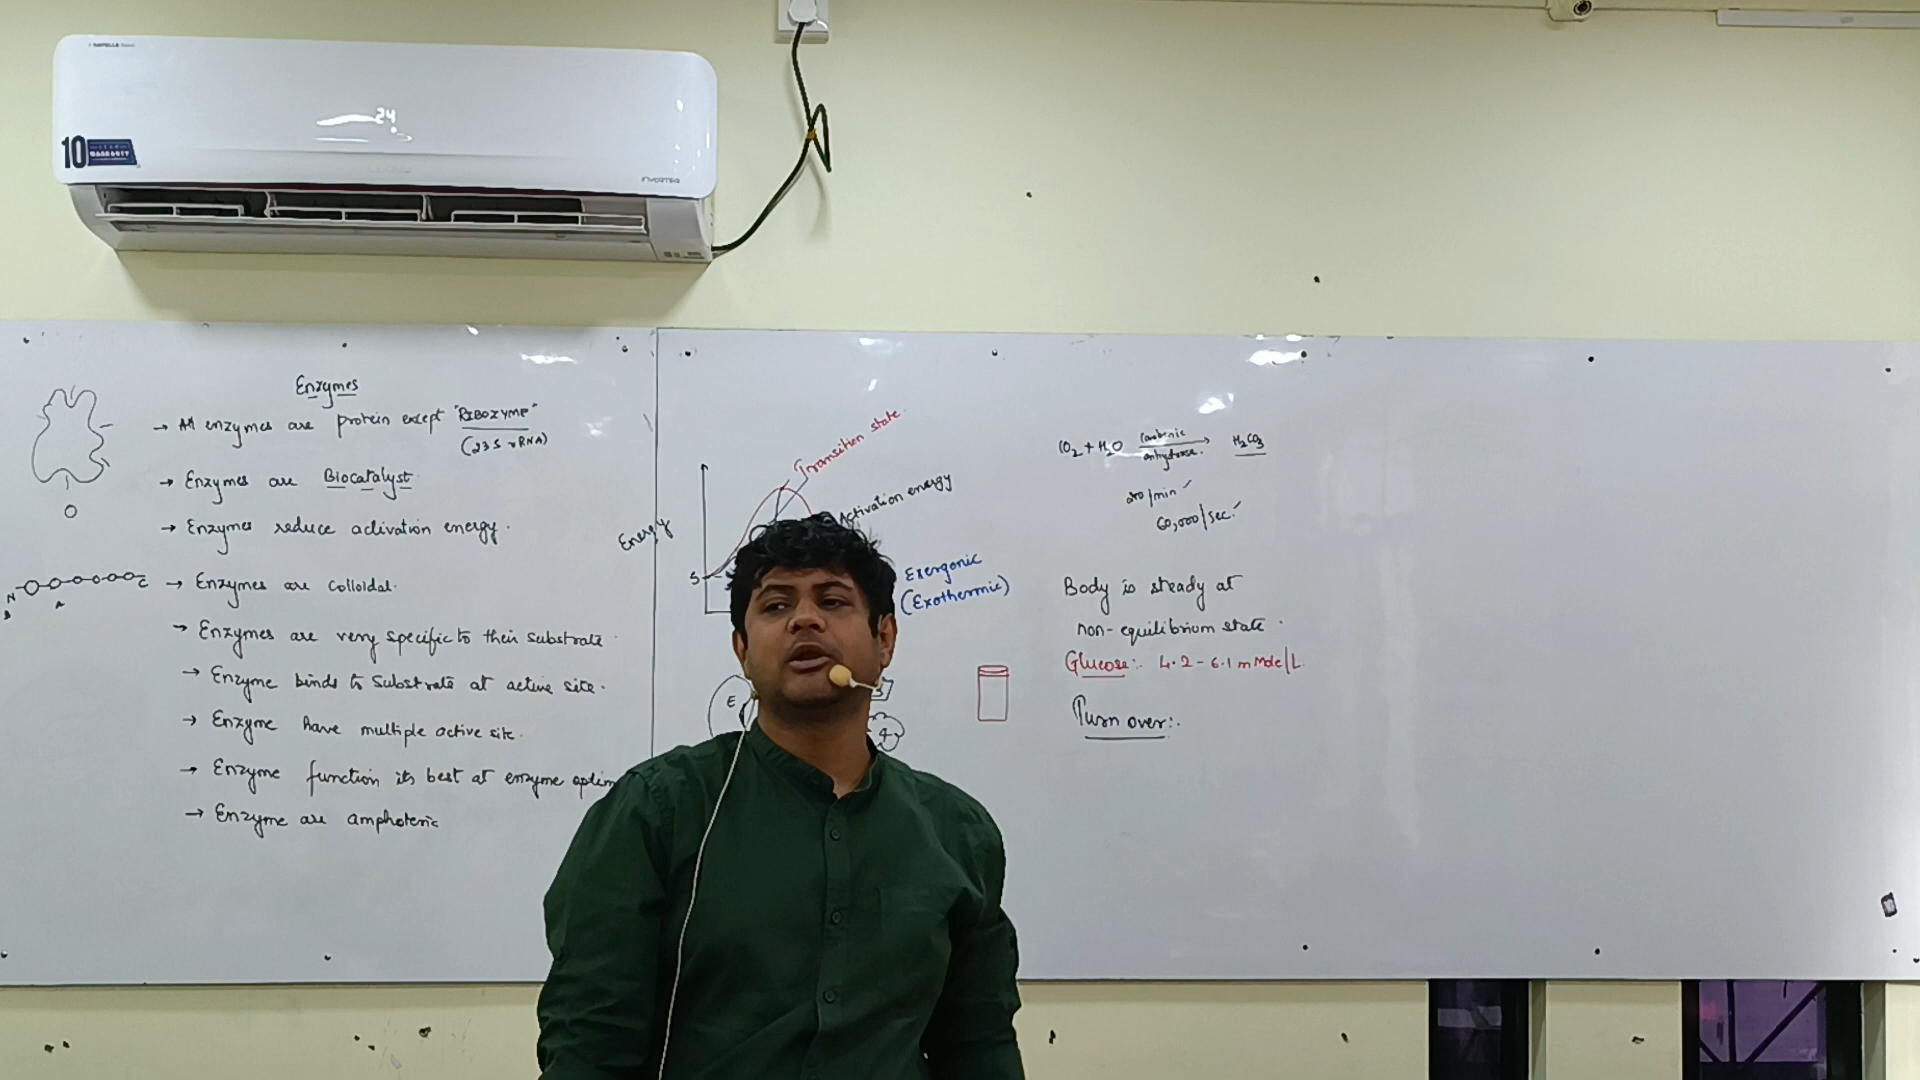 HAVELLS
24
10
WARRANTY
INVERTER
Enzymes
→ All enzymes are protein except "RIBOZYME"
(23S rRNA)
→ Enzymes are Biocatalyst.
→ Enzymes reduce activation energy.
N
C
→ Enzymes are colloidal.
→ Enzymes are very specific to their substrate.
→ Enzyme binds to substrate at active site.
→ Enzyme have multiple active site.
→ Enzyme function its best at enzyme optim
→ Enzyme are amphoteric
Transition state.
Activation energy
Energy
S
Exergonic
(Exothermic)
E
CO2 + H2O carbonic anhydrase. → H2CO3
200/min ✓
60,000/sec. ✓
Body is steady at
non-equilibrium state.
Glucose:. 4.2 - 6.1 mMole/L.
Turn over:.